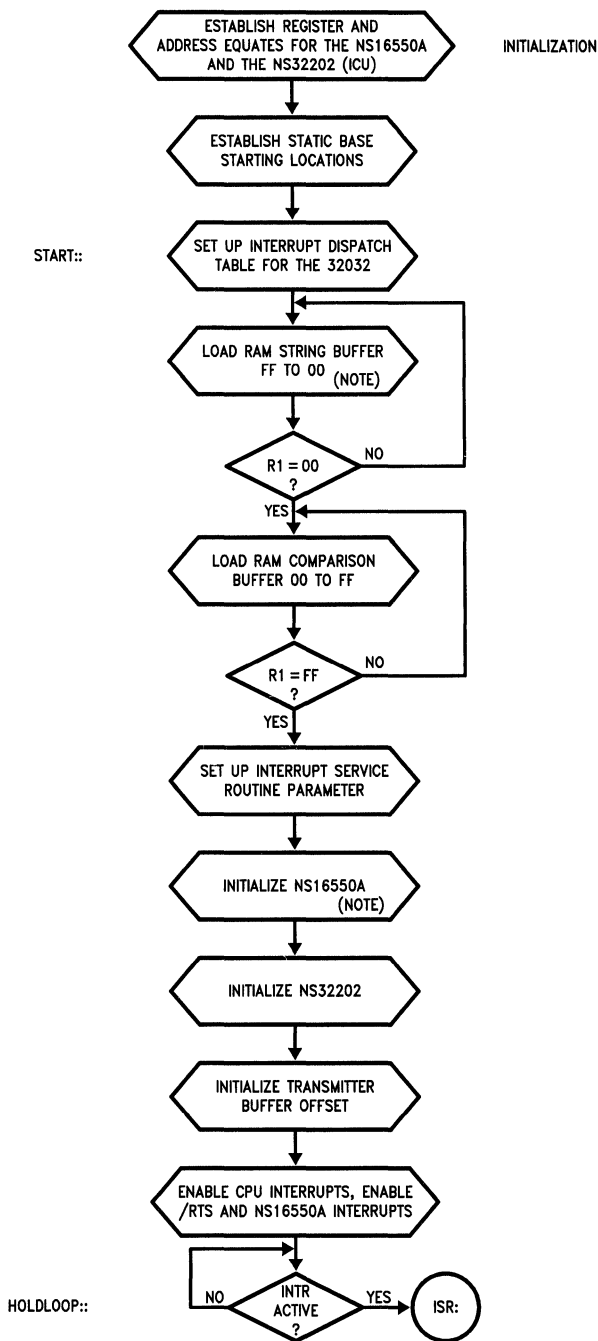 ESTABLISH REGISTER AND
ADDRESS EQUATES FOR THE NS16550A
AND THE NS32202 (ICU)
INITIALIZATION
ESTABLISH STATIC BASE
STARTING LOCATIONS
START::
SET UP INTERRUPT DISPATCH
TABLE FOR THE 32032
LOAD RAM STRING BUFFER
FF TO 00 (NOTE)
R1 = 00
?
NO
YES
LOAD RAM COMPARISON
BUFFER 00 TO FF
R1 = FF
?
NO
YES
SET UP INTERRUPT SERVICE
ROUTINE PARAMETER
INITIALIZE NS16550A
(NOTE)
INITIALIZE NS32202
INITIALIZE TRANSMITTER
BUFFER OFFSET
ENABLE CPU INTERRUPTS, ENABLE
/RTS AND NS16550A INTERRUPTS
HOLDLOOP::
NO
INTR
ACTIVE
?
YES
ISR: